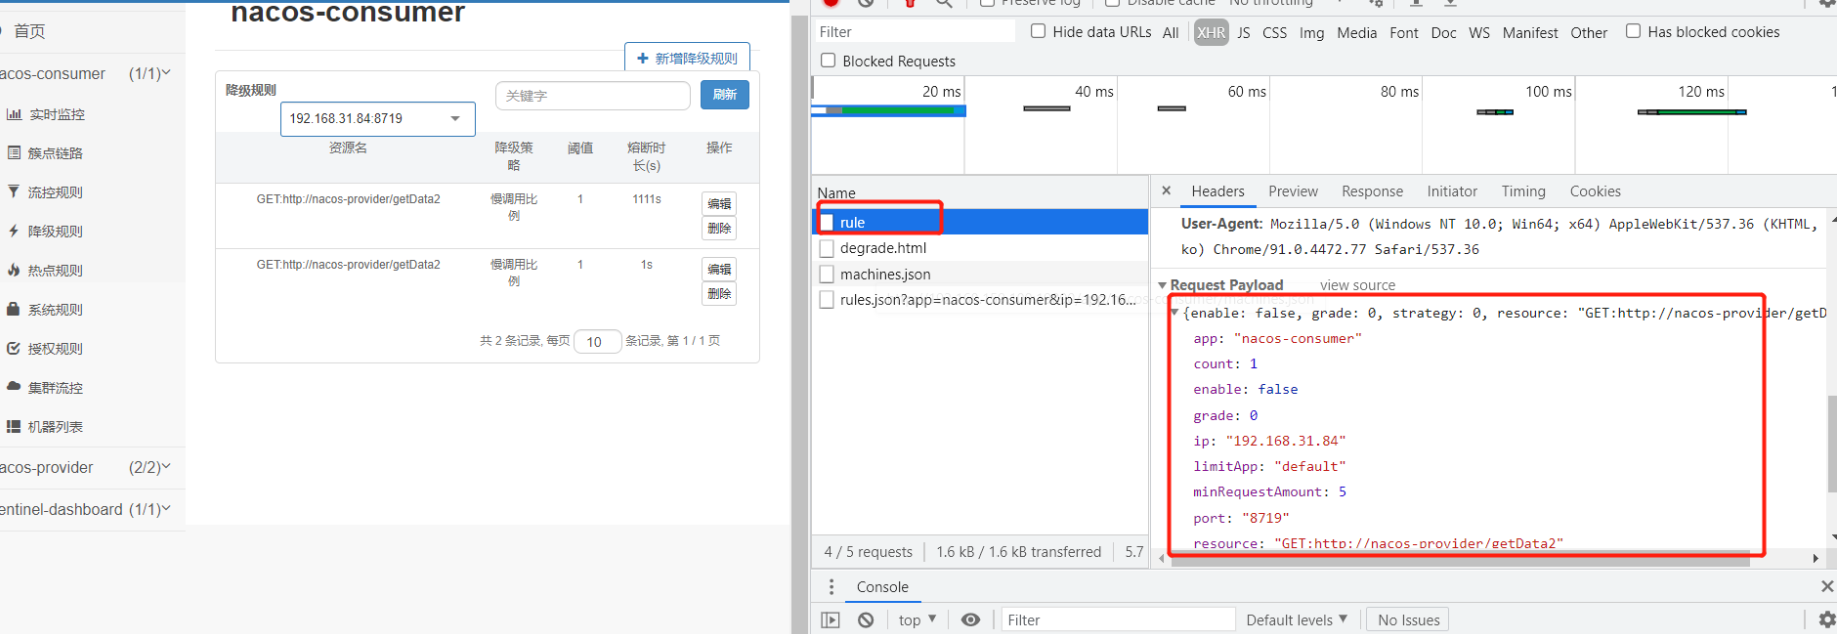 nacos-consumer
首页
新增降级规则
acos-consumer (1/1)
降级规则
关键字
刷新
192.168.31.84:8719
实时监控
簇点链路
流控规则
降级规则
热点规则
系统规则
授权规则
集群流控
机器列表
acos-provider (2/2)
entinel-dashboard (1/1)
资源名 降级策略 阈值 熔断时长(s) 操作
GET:http://nacos-provider/getData2 慢调用比例 1 1111s 编辑
删除
GET:http://nacos-provider/getData2 慢调用比例 1 1s 编辑
删除
共 2 条记录, 每页 10 条记录, 第 1 / 1 页
Preserve log Disable cache No throttling
Filter Hide data URLs All XHR JS CSS Img Media Font Doc WS Manifest Other Has blocked cookies
Blocked Requests
20 ms 40 ms 60 ms 80 ms 100 ms 120 ms 1
Name
rule
degrade.html
machines.json
rules.json?app=nacos-consumer&ip=192.16...
Headers Preview Response Initiator Timing Cookies
User-Agent: Mozilla/5.0 (Windows NT 10.0; Win64; x64) AppleWebKit/537.36 (KHTML,
ko) Chrome/91.0.4472.77 Safari/537.36
Request Payload view source
{enable: false, grade: 0, strategy: 0, resource: "GET:http://nacos-provider/getD
app: "nacos-consumer"
count: 1
enable: false
grade: 0
ip: "192.168.31.84"
limitApp: "default"
minRequestAmount: 5
port: "8719"
resource: "GET:http://nacos-provider/getData2"
4 / 5 requests 1.6 kB / 1.6 kB transferred 5.7
Console
top Filter Default levels No Issues